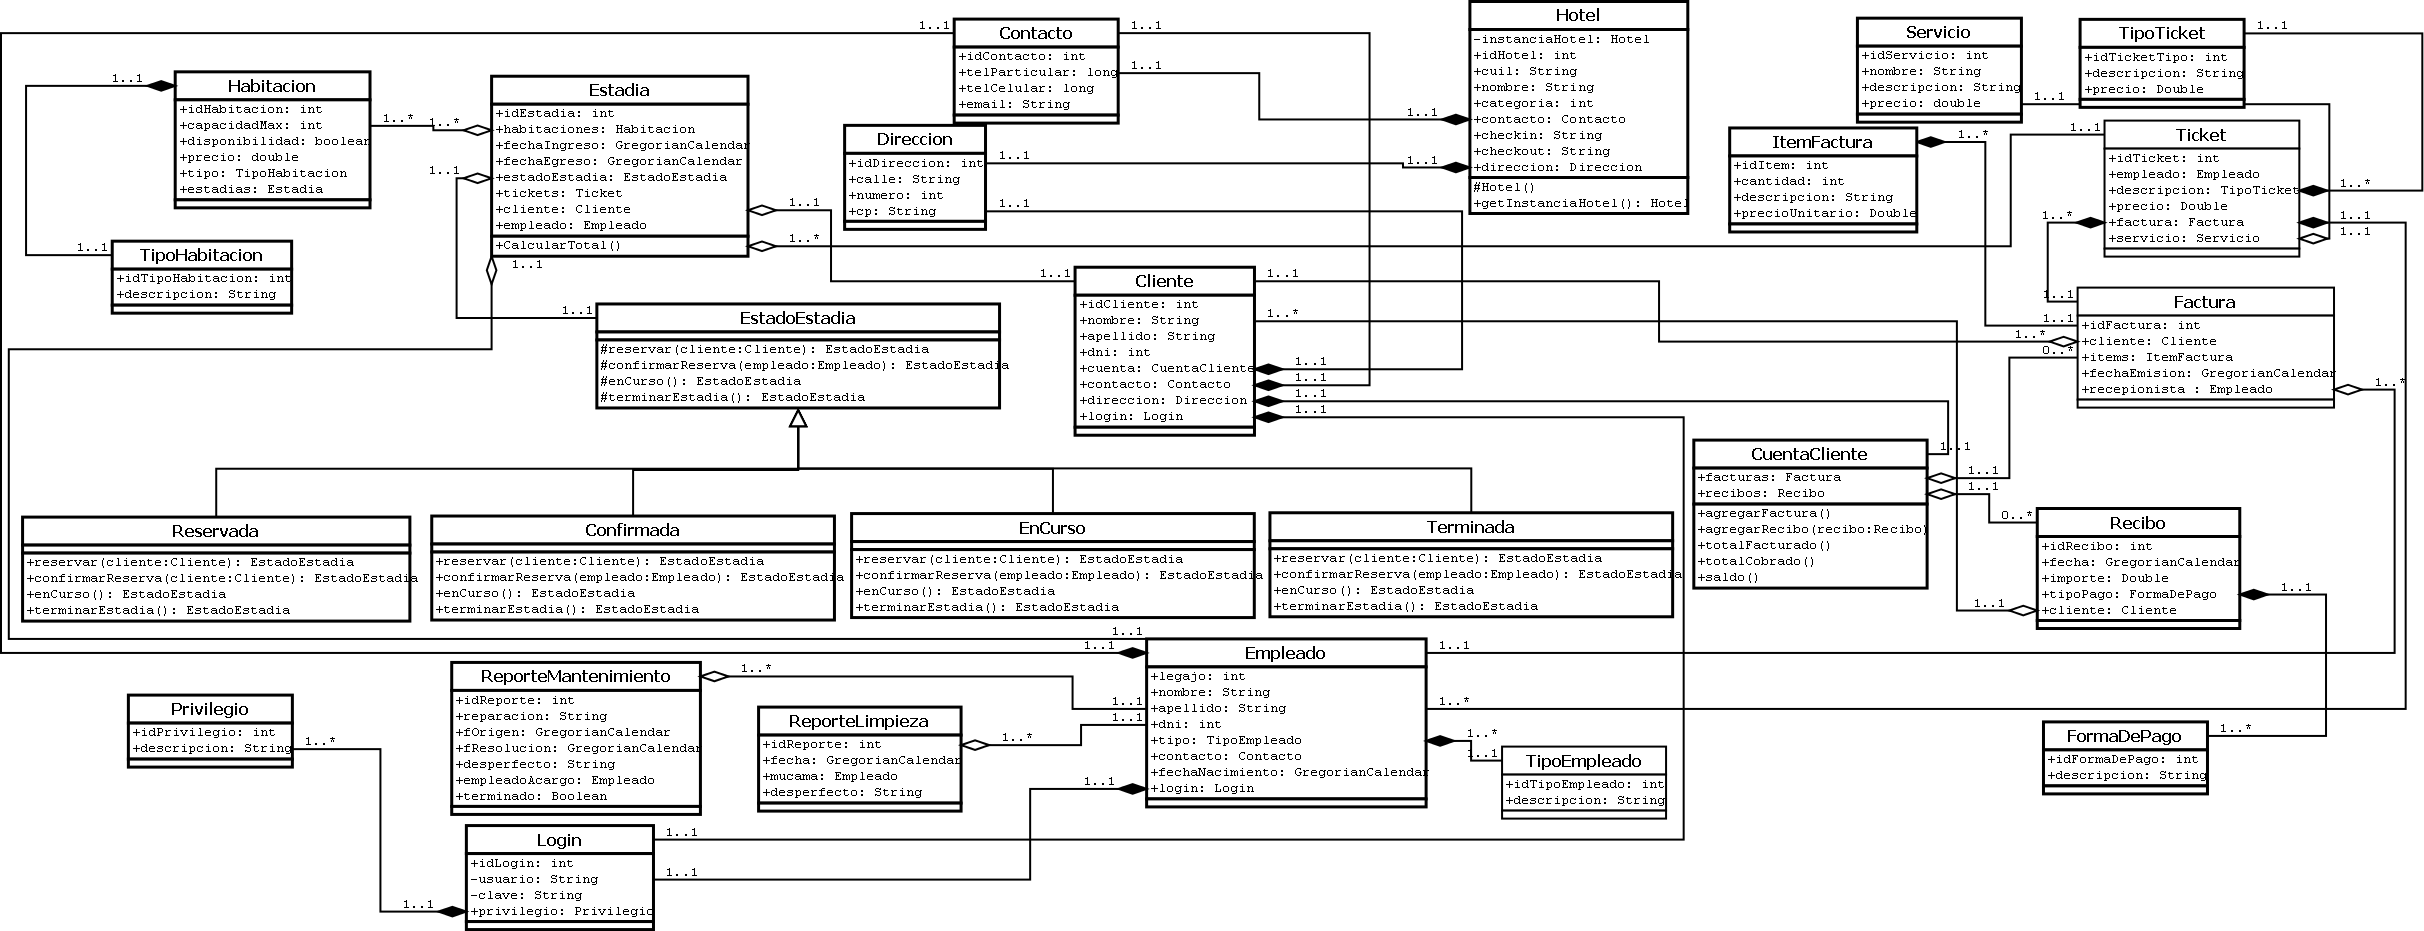 Hotel
-instanciaHotel: Hotel
+idHotel: int
+cuil: String
+nombre: String
+categoria: int
+contacto: Contacto
+checkin: String
+checkout: String
+direccion: Direccion
#Hotel()
+getInstanciaHotel(): Hotel
1..1
1..1
Contacto
+idContacto: int
+telParticular: long
+telCelular: long
+email: String
1..1
1..1
1..1
Servicio
+idServicio: int
+nombre: String
+descripcion: String
+precio: double
1..1
TipoTicket
+idTicketTipo: int
+descripcion: String
+precio: Double
1..1
Habitacion
+idHabitacion: int
+capacidadMax: int
+disponibilidad: boolean
+precio: double
+tipo: TipoHabitacion
+estadias: Estadia
1..1
1..*
Estadia
+idEstadia: int
+habitaciones: Habitacion
+fechaIngreso: GregorianCalendar
+fechaEgreso: GregorianCalendar
+estadoEstadia: EstadoEstadia
+tickets: Ticket
+cliente: Cliente
+empleado: Empleado
+CalcularTotal()
1..*
1..1
1..1
1..*
1..1
Direccion
+idDireccion: int
+calle: String
+numero: int
+cp: String
1..1
1..1
ItemFactura
+idItem: int
+cantidad: int
+descripcion: String
+precioUnitario: Double
1..*
Ticket
+idTicket: int
+empleado: Empleado
+descripcion: TipoTicket
+precio: Double
+factura: Factura
+servicio: Servicio
1..1
1..*
1..*
1..1
1..1
TipoHabitacion
+idTipoHabitacion: int
+descripcion: String
1..1
Cliente
+idCliente: int
+nombre: String
+apellido: String
+dni: int
+cuenta: CuentaCliente
+contacto: Contacto
+direccion: Direccion
+login: Login
1..1
1..1
1..*
1..1
1..1
1..1
1..1
Factura
+idFactura: int
+cliente: Cliente
+items: ItemFactura
+fechaEmision: GregorianCalendar
+recepionista : Empleado
1..1
1..1
1..*
0..*
1..*
EstadoEstadia
#reservar(cliente:Cliente): EstadoEstadia
#confirmarReserva(empleado:Empleado): EstadoEstadia
#enCurso(): EstadoEstadia
#terminarEstadia(): EstadoEstadia
1..1
CuentaCliente
+facturas: Factura
+recibos: Recibo
+agregarFactura()
+agregarRecibo(recibo:Recibo)
+totalFacturado()
+totalCobrado()
+saldo()
1..1
1..1
1..1
Reservada
+reservar(cliente:Cliente): EstadoEstadia
+confirmarReserva(cliente:Cliente): EstadoEstadia
+enCurso(): EstadoEstadia
+terminarEstadia(): EstadoEstadia
Confirmada
+reservar(cliente:Cliente): EstadoEstadia
+confirmarReserva(empleado:Empleado): EstadoEstadia
+enCurso(): EstadoEstadia
+terminarEstadia(): EstadoEstadia
EnCurso
+reservar(cliente:Cliente): EstadoEstadia
+confirmarReserva(empleado:Empleado): EstadoEstadia
+enCurso(): EstadoEstadia
+terminarEstadia(): EstadoEstadia
Terminada
+reservar(cliente:Cliente): EstadoEstadia
+confirmarReserva(empleado:Empleado): EstadoEstadia
+enCurso(): EstadoEstadia
+terminarEstadia(): EstadoEstadia
Recibo
+idRecibo: int
+fecha: GregorianCalendar
+importe: Double
+tipoPago: FormaDePago
+cliente: Cliente
0..*
1..1
1..1
Empleado
+legajo: int
+nombre: String
+apellido: String
+dni: int
+tipo: TipoEmpleado
+contacto: Contacto
+fechaNacimiento: GregorianCalendar
+login: Login
1..1
1..1
1..1
1..1
1..1
1..1
1..*
1..*
ReporteMantenimiento
+idReporte: int
+reparacion: String
+fOrigen: GregorianCalendar
+fResolucion: GregorianCalendar
+desperfecto: String
+empleadoAcargo: Empleado
+terminado: Boolean
1..*
Privilegio
+idPrivilegio: int
+descripcion: String
1..*
ReporteLimpieza
+idReporte: int
+fecha: GregorianCalendar
+mucama: Empleado
+desperfecto: String
1..*
TipoEmpleado
+idTipoEmpleado: int
+descripcion: String
1..1
FormaDePago
+idFormaDePago: int
+descripcion: String
1..*
Login
+idLogin: int
-usuario: String
-clave: String
+privilegio: Privilegio
1..1
1..1
1..1